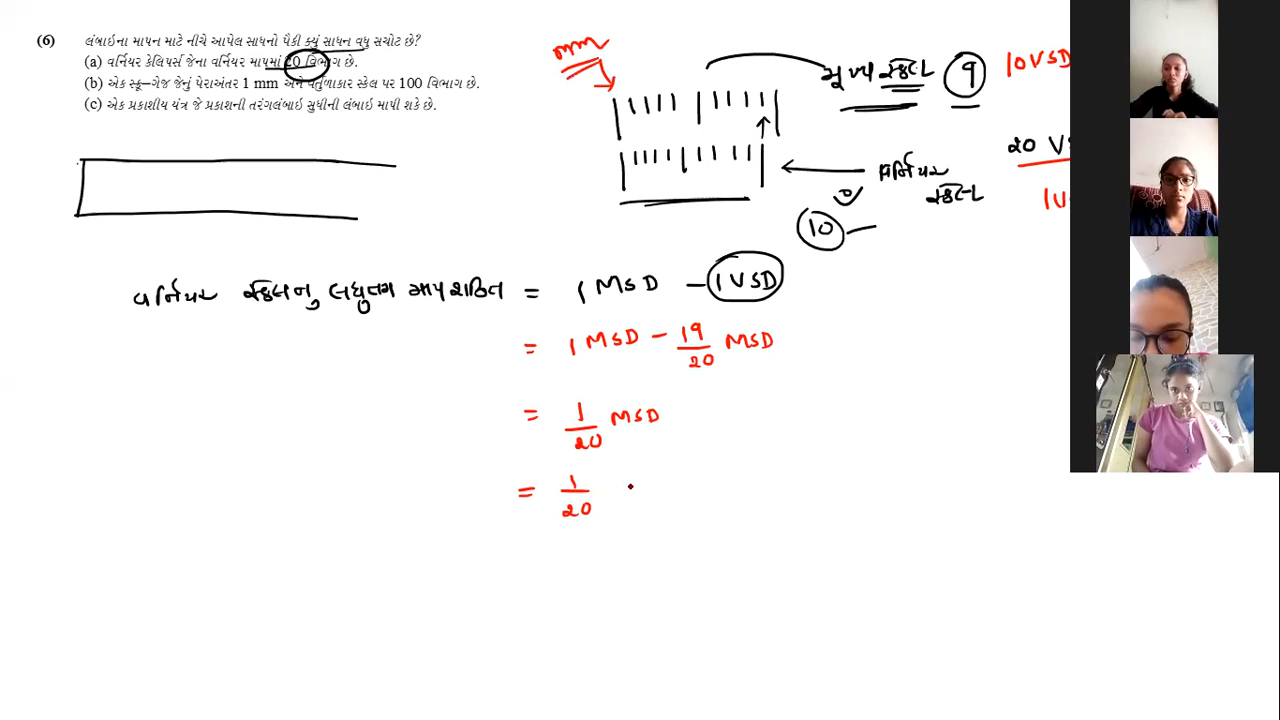 (6) લંબાઈના માપન માટે નીચે આપેલ સાધનો પૈકી ક્યું સાધન વધુ સચોટ છે?
(a) વર્નિયર કેલિપર્સ જેના વર્નિયર માપમાં 20 વિભાગ છે.
(b) એક સ્ક્રૂ-ગેજ જેનું પેચઅંતર 1 mm અને વર્તુળાકાર સ્કેલ પર 100 વિભાગ છે.
(c) એક પ્રકાશીય યંત્ર જે પ્રકાશની તરંગલંબાઈ સુધીની લંબાઈ માપી શકે છે.
mm
મૂખ્ય સ્કેલ 9
10 VSD
વર્નિયર
સ્કેલ
10
20 V
1 V
વર્નિયર સ્કેલનુ લઘુતમ માપશક્તિ = 1 MSD - 1 VSD
= 1 MSD - 19/20 MSD
= 1/20 MSD
= 1/20